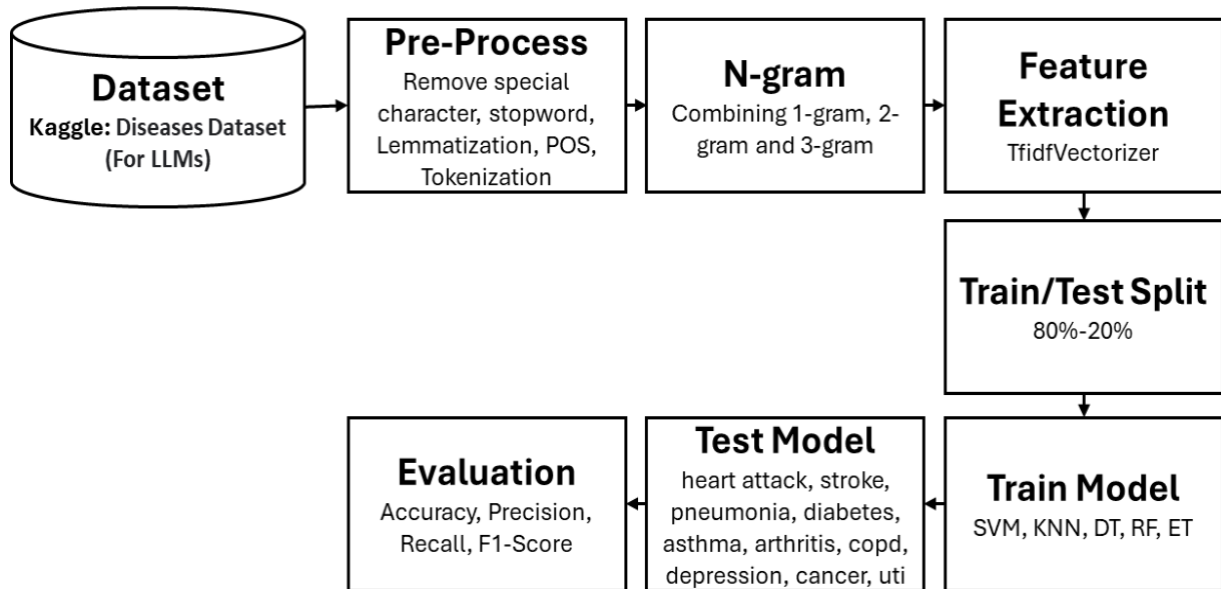 Dataset
Kaggle: Diseases Dataset
(For LLMs)
Pre-Process
Remove special
character, stopword,
Lemmatization, POS,
Tokenization
N-gram
Combining 1-gram, 2-
gram and 3-gram
Feature
Extraction
TfidfVectorizer
Train/Test Split
80%-20%
Train Model
SVM, KNN, DT, RF, ET
Test Model
heart attack, stroke,
pneumonia, diabetes,
asthma, arthritis, copd,
depression, cancer, uti
Evaluation
Accuracy, Precision,
Recall, F1-Score